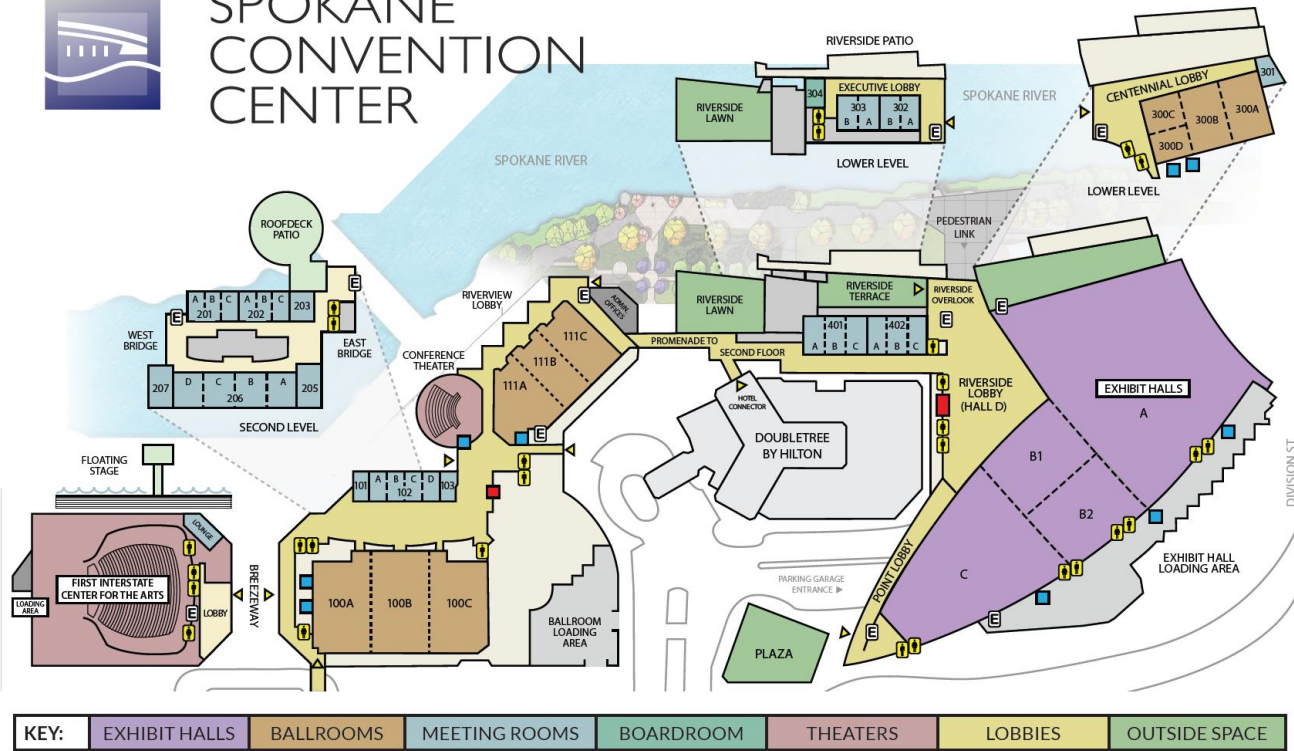 SPOKANE
CONVENTION
CENTER
RIVERSIDE PATIO
304
EXECUTIVE LOBBY
303
302
B A B A
RIVERSIDE
LAWN
E
LOWER LEVEL
SPOKANE RIVER
SPOKANE RIVER
CENTENNIAL LOBBY
301
300A
300B
300C
300D
E
LOWER LEVEL
PEDESTRIAN
LINK
ROOFDECK
PATIO
E
A B C A B C
201
202
203
E
WEST
BRIDGE
EAST
BRIDGE
207
D C B A
206
205
SECOND LEVEL
RIVERVIEW
LOBBY
E
ADMIN.
OFFICES
111C
111B
111A
E
CONFERENCE
THEATER
RIVERSIDE
LAWN
RIVERSIDE
TERRACE
RIVERSIDE
OVERLOOK
E
E
401
402
A B C A B C
PROMENADE TO
SECOND FLOOR
HOTEL
CONNECTOR
DOUBLETREE
BY HILTON
RIVERSIDE
LOBBY
(HALL D)
EXHIBIT HALLS
A
B1
B2
C
POINT LOBBY
E
E
EXHIBIT HALL
LOADING AREA
DIVISION ST.
PARKING GARAGE
ENTRANCE
PLAZA
FLOATING
STAGE
LOUNGE
FIRST INTERSTATE
CENTER FOR THE ARTS
LOADING
AREA
E
LOBBY
BREEZEWAY
101
A B C D
102
103
100A
100B
100C
BALLROOM
LOADING
AREA
KEY:
EXHIBIT HALLS
BALLROOMS
MEETING ROOMS
BOARDROOM
THEATERS
LOBBIES
OUTSIDE SPACE